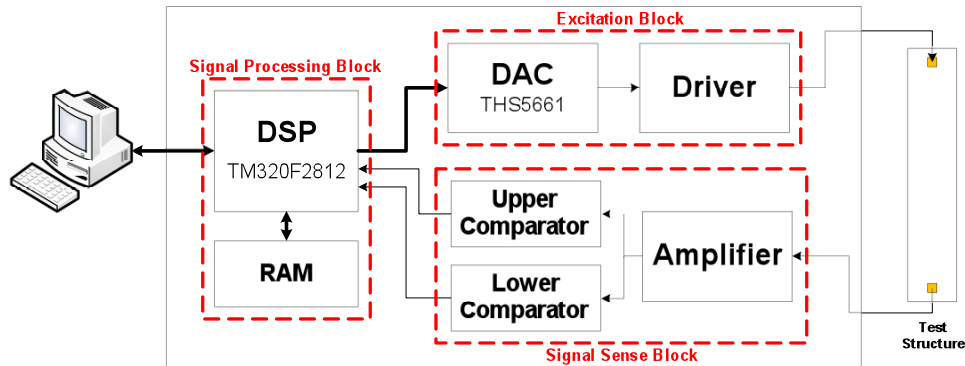 Excitation Block
Signal Processing Block
DAC
THS5661
Driver
DSP
TM320F2812
RAM
Upper
Comparator
Lower
Comparator
Amplifier
Signal Sense Block
Test
Structure